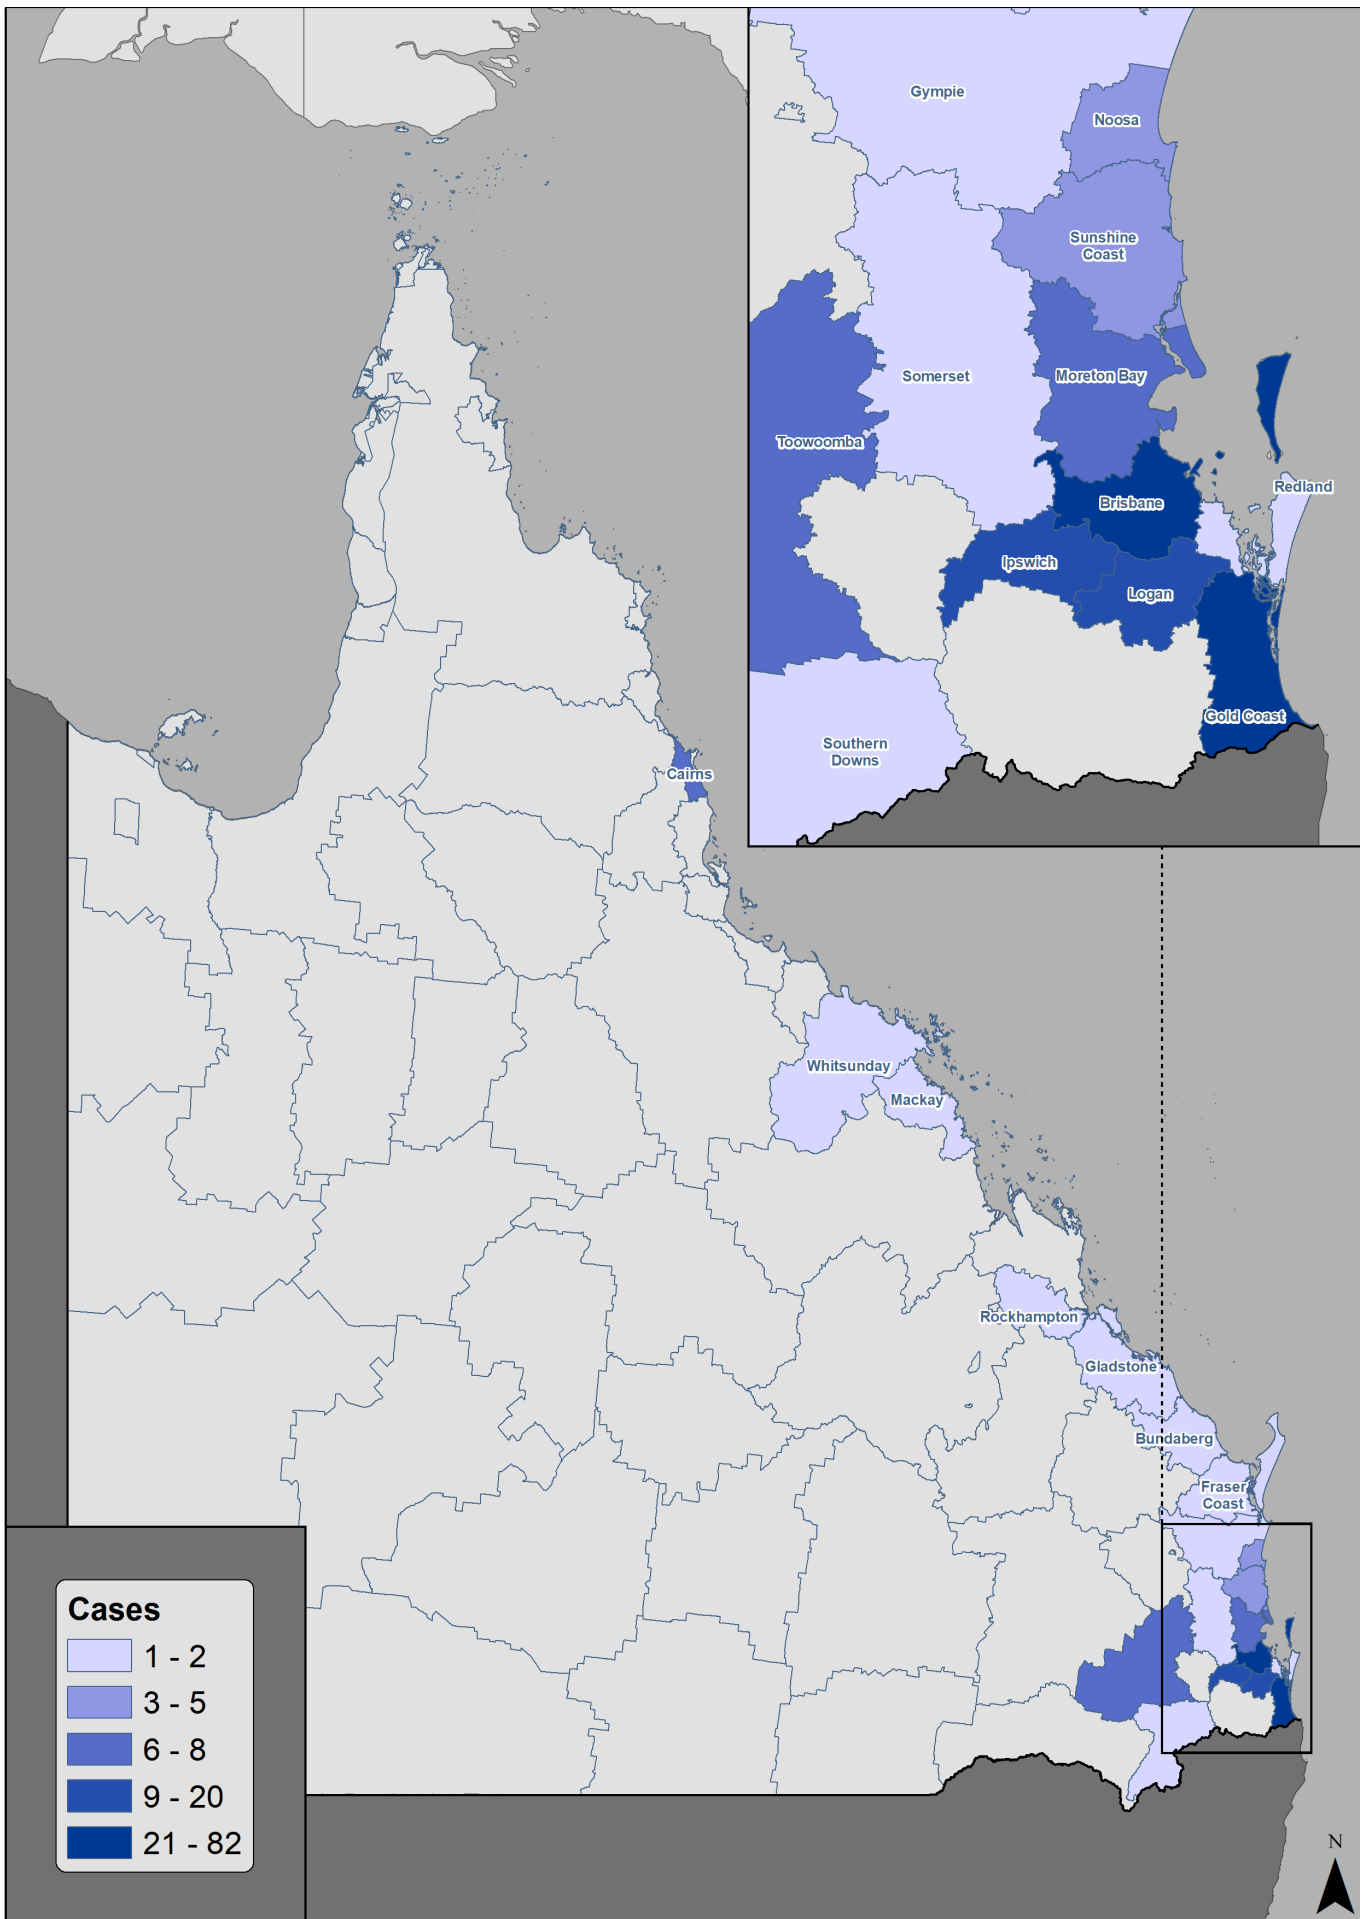 Gympie
Noosa
Sunshine
Coast
Somerset
Moreton Bay
Toowoomba
Redland
Brisbane
Ipswich
Logan
Gold Coast
Southern
Downs
Cairns
Whitsunday
Mackay
Rockhampton
Gladstone
Bundaberg
Fraser
Coast
Cases
1 - 2
3 - 5
6 - 8
9 - 20
21 - 82
N